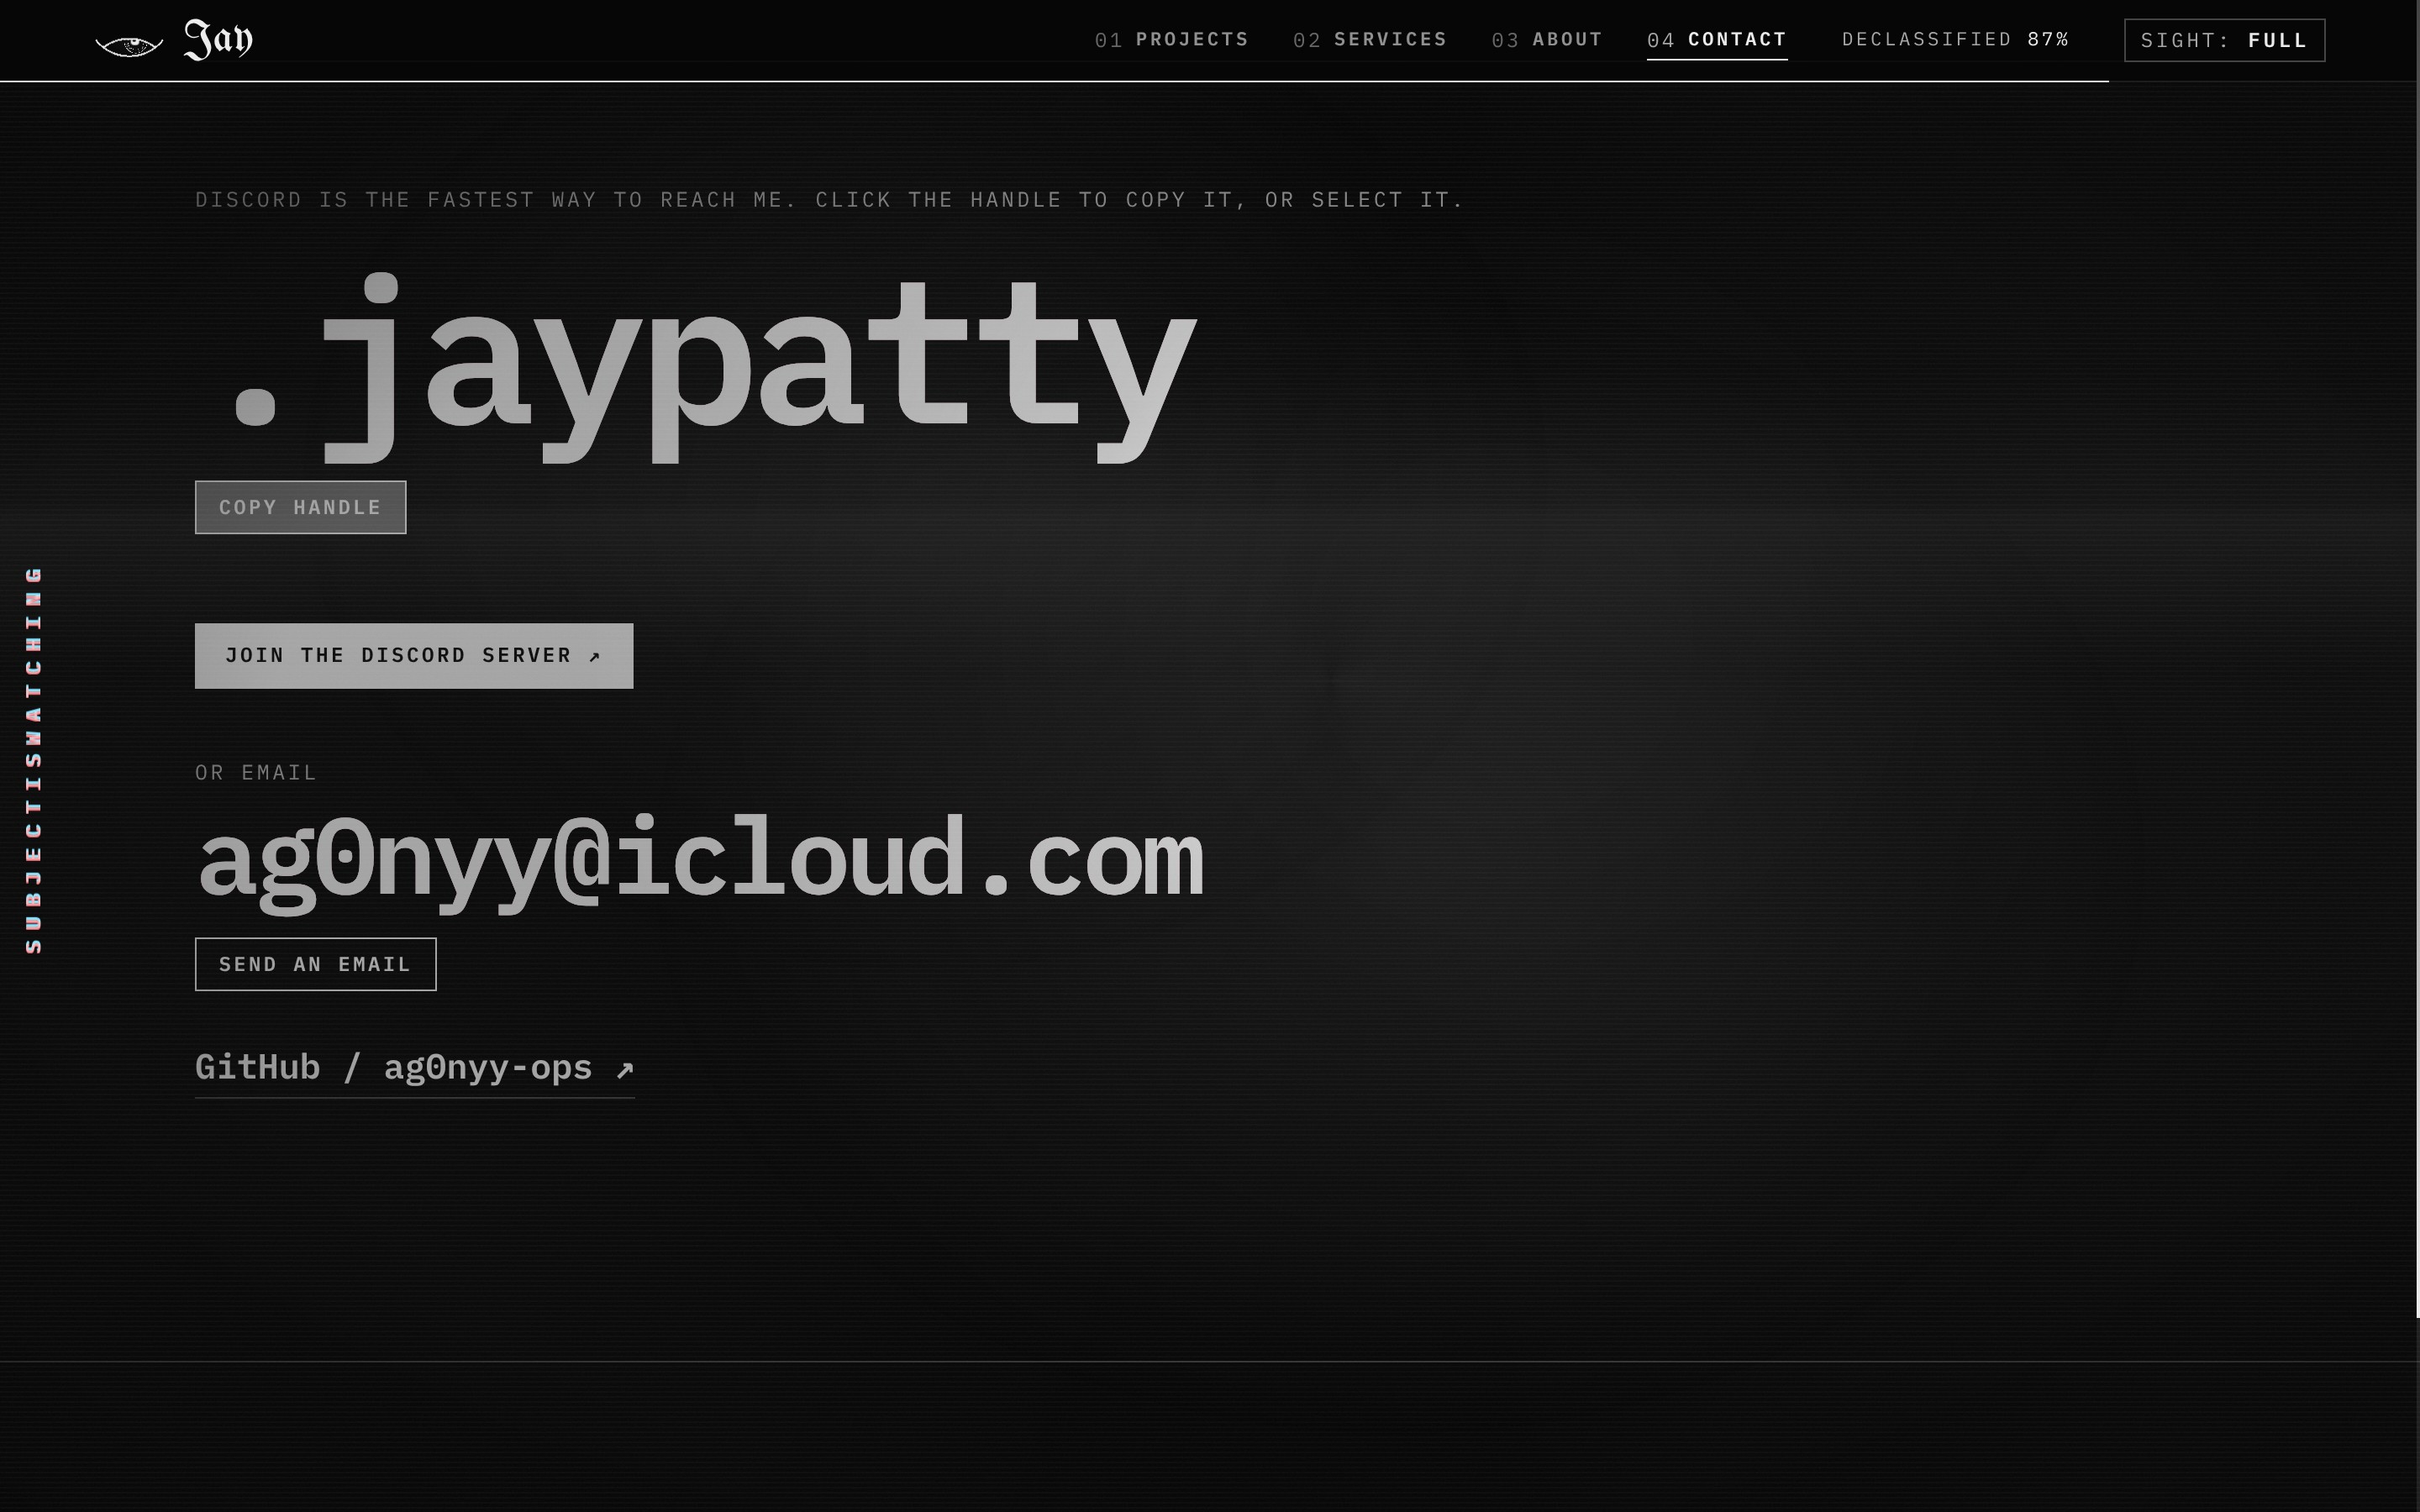 Jay
01 PROJECTS 02 SERVICES 03 ABOUT 04 CONTACT DECLASSIFIED 87% SIGHT: FULL
DISCORD IS THE FASTEST WAY TO REACH ME. CLICK THE HANDLE TO COPY IT, OR SELECT IT.
.jaypatty
COPY HANDLE
SUBJECTISWATCHING
JOIN THE DISCORD SERVER ↗
OR EMAIL
ag0nyy@icloud.com
SEND AN EMAIL
GitHub / ag0nyy-ops ↗